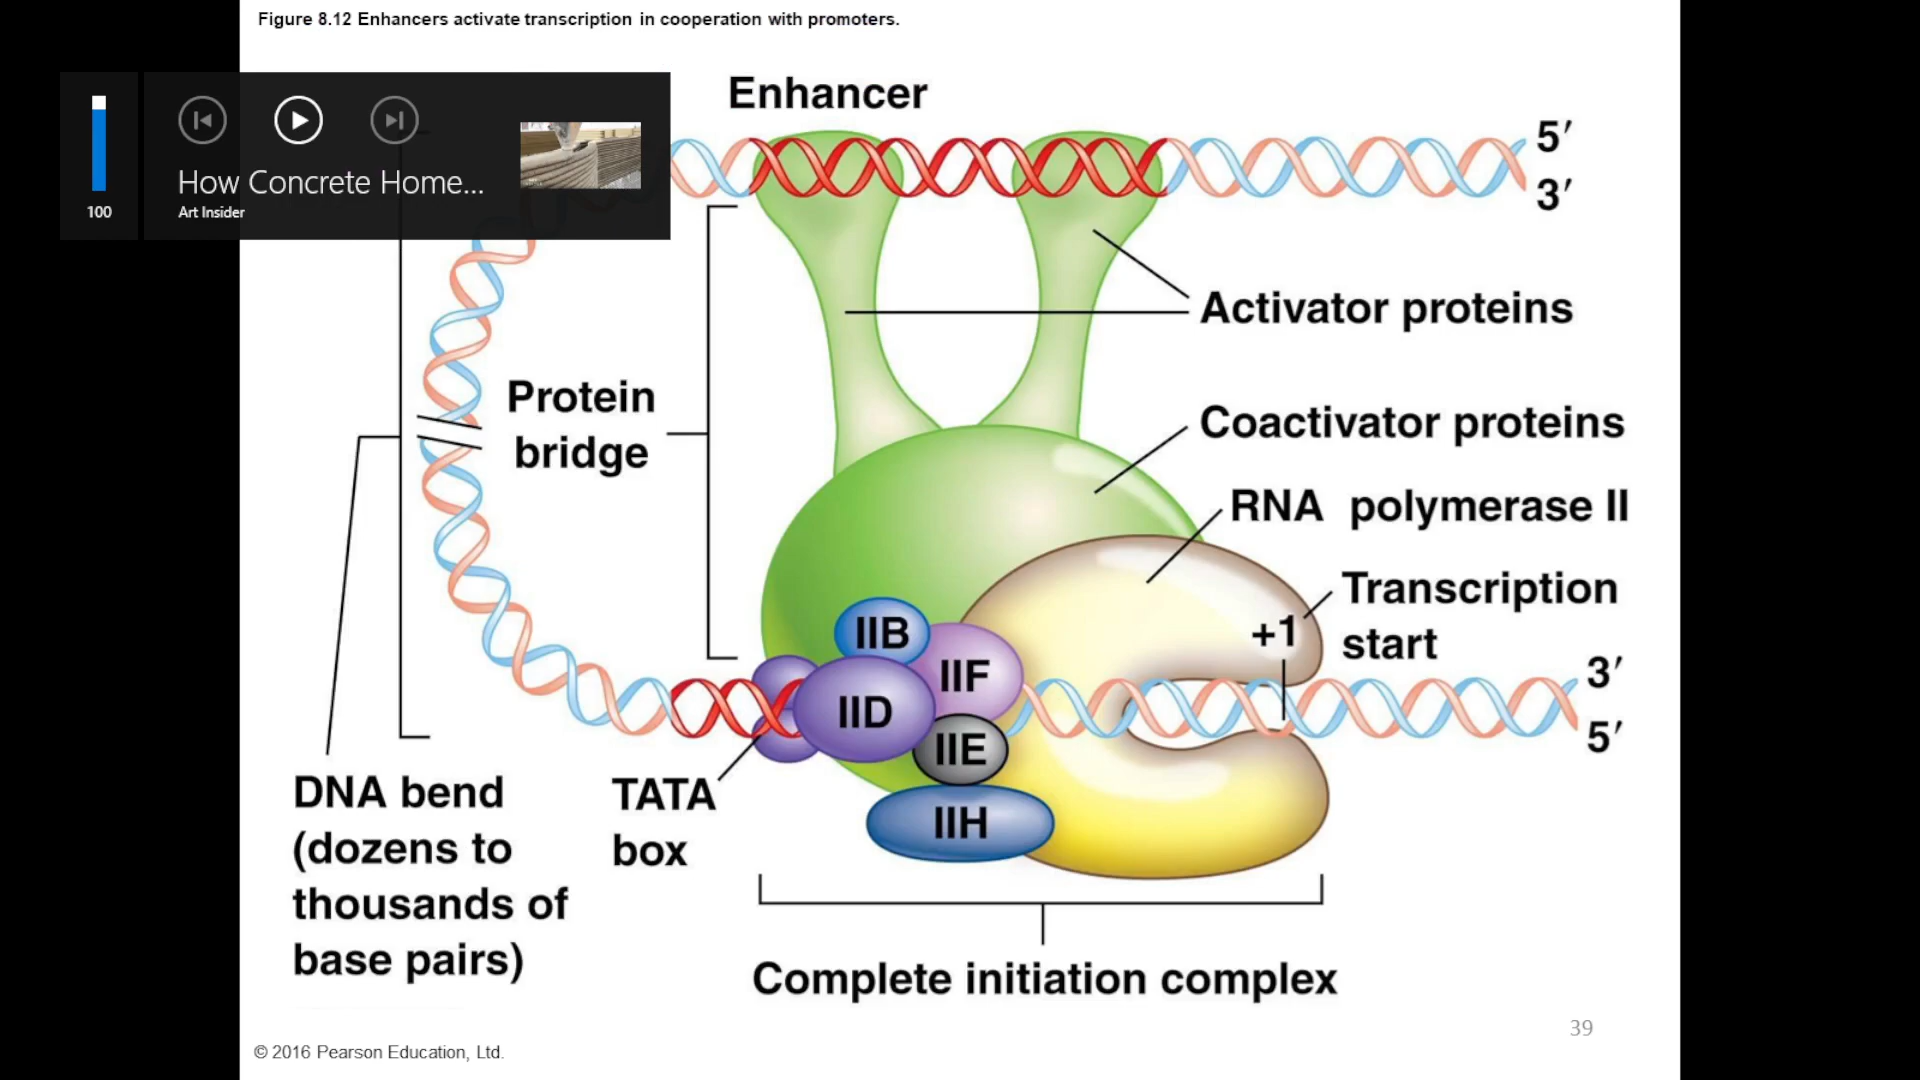 Figure 8.12 Enhancers activate transcription in cooperation with promoters.
100
How Concrete Home...
Art Insider
Enhancer
5′
3′
Activator proteins
Protein
bridge
Coactivator proteins
RNA polymerase II
Transcription
start
+1
IIB
IIF
IID
IIE
IIH
3′
5′
DNA bend
(dozens to
thousands of
base pairs)
TATA
box
Complete initiation complex
39
© 2016 Pearson Education, Ltd.